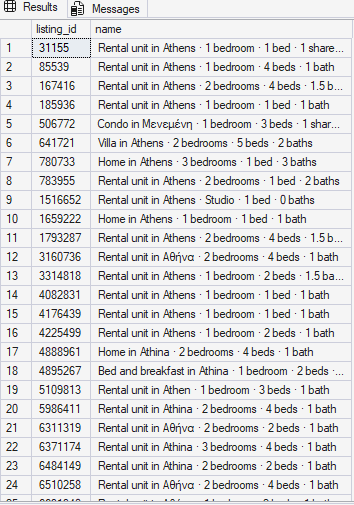 Results Messages
listing_id name
1 31155 Rental unit in Athens · 1 bedroom · 1 bed · 1 share...
2 85539 Rental unit in Athens · 1 bedroom · 4 beds · 1 bath
3 167416 Rental unit in Athens · 2 bedrooms · 4 beds · 1.5 b...
4 185936 Rental unit in Athens · 1 bedroom · 1 bed · 1 bath
5 506772 Condo in Μενεμένη · 1 bedroom · 3 beds · 1 shar...
6 641721 Villa in Athens · 2 bedrooms · 5 beds · 2 baths
7 780733 Home in Athens · 3 bedrooms · 1 bed · 3 baths
8 783955 Rental unit in Athens · 2 bedrooms · 1 bed · 2 baths
9 1516652 Rental unit in Athens · Studio · 1 bed · 0 baths
10 1659222 Home in Athens · 1 bedroom · 1 bed · 1 bath
11 1793287 Rental unit in Athens · 2 bedrooms · 4 beds · 1.5 b...
12 3160736 Rental unit in Αθήνα · 2 bedrooms · 4 beds · 1 bath
13 3314818 Rental unit in Athens · 1 bedroom · 2 beds · 1.5 ba...
14 4082831 Rental unit in Athens · 1 bedroom · 1 bed · 1 bath
15 4176439 Rental unit in Athens · 1 bedroom · 1 bed · 1 bath
16 4225499 Rental unit in Athens · 1 bedroom · 2 beds · 1 bath
17 4888961 Home in Athina · 2 bedrooms · 4 beds · 1 bath
18 4895267 Bed and breakfast in Athina · 1 bedroom · 2 beds ·...
19 5109813 Rental unit in Athen · 1 bedroom · 3 beds · 1 bath
20 5986411 Rental unit in Athina · 2 bedrooms · 4 beds · 1 bath
21 6311319 Rental unit in Αθήνα · 2 bedrooms · 4 beds · 1 bath
22 6371174 Rental unit in Athina · 3 bedrooms · 4 beds · 1 bath
23 6484149 Rental unit in Athina · 2 bedrooms · 2 beds · 1 bath
24 6510258 Rental unit in Αθήνα · 2 bedrooms · 4 beds · 1 bath